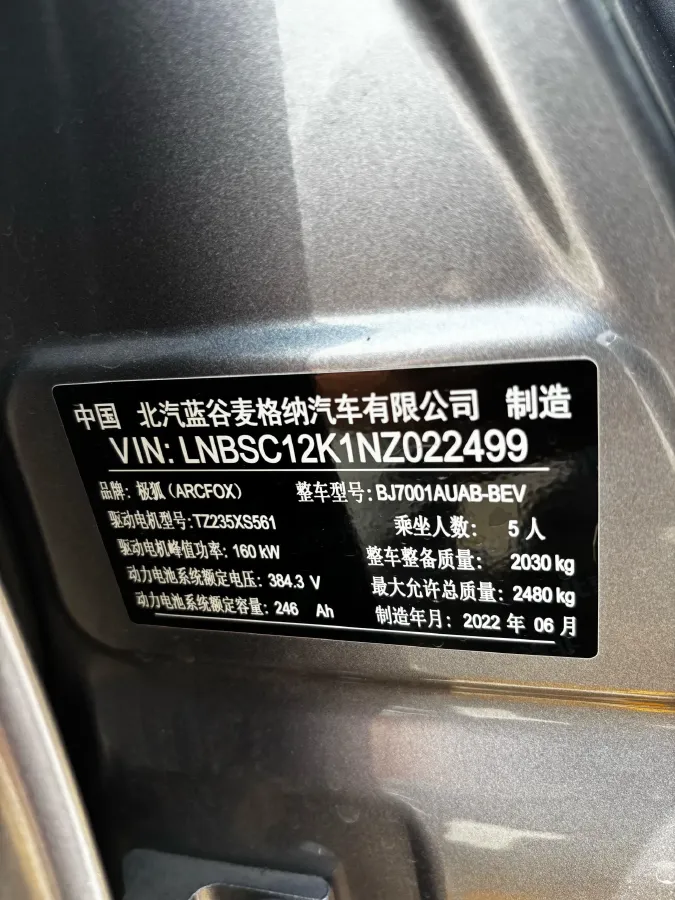 中国 北汽蓝谷麦格纳汽车有限公司 制造
VIN: LNBSC12K1NZ022499
品牌: 极狐 (ARCFOX) 整车型号: BJ7001AUAB-BEV
驱动电机型号: TZ235XS561 乘坐人数: 5 人
驱动电机峰值功率: 160 kW 整车整备质量: 2030 kg
动力电池系统额定电压: 384.3 V 最大允许总质量: 2480 kg
动力电池系统额定容量: 246 Ah 制造年月: 2022 年 06 月